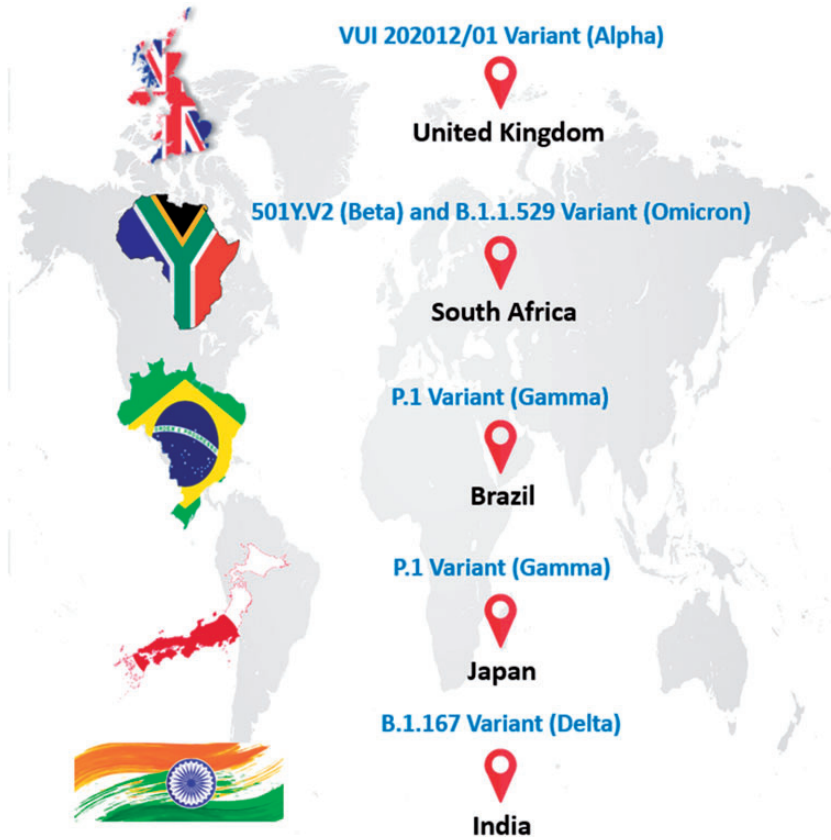 VUI 202012/01 Variant (Alpha)
United Kingdom
501Y.V2 (Beta) and B.1.1.529 Variant (Omicron)
South Africa
P.1 Variant (Gamma)
Brazil
P.1 Variant (Gamma)
Japan
B.1.167 Variant (Delta)
India